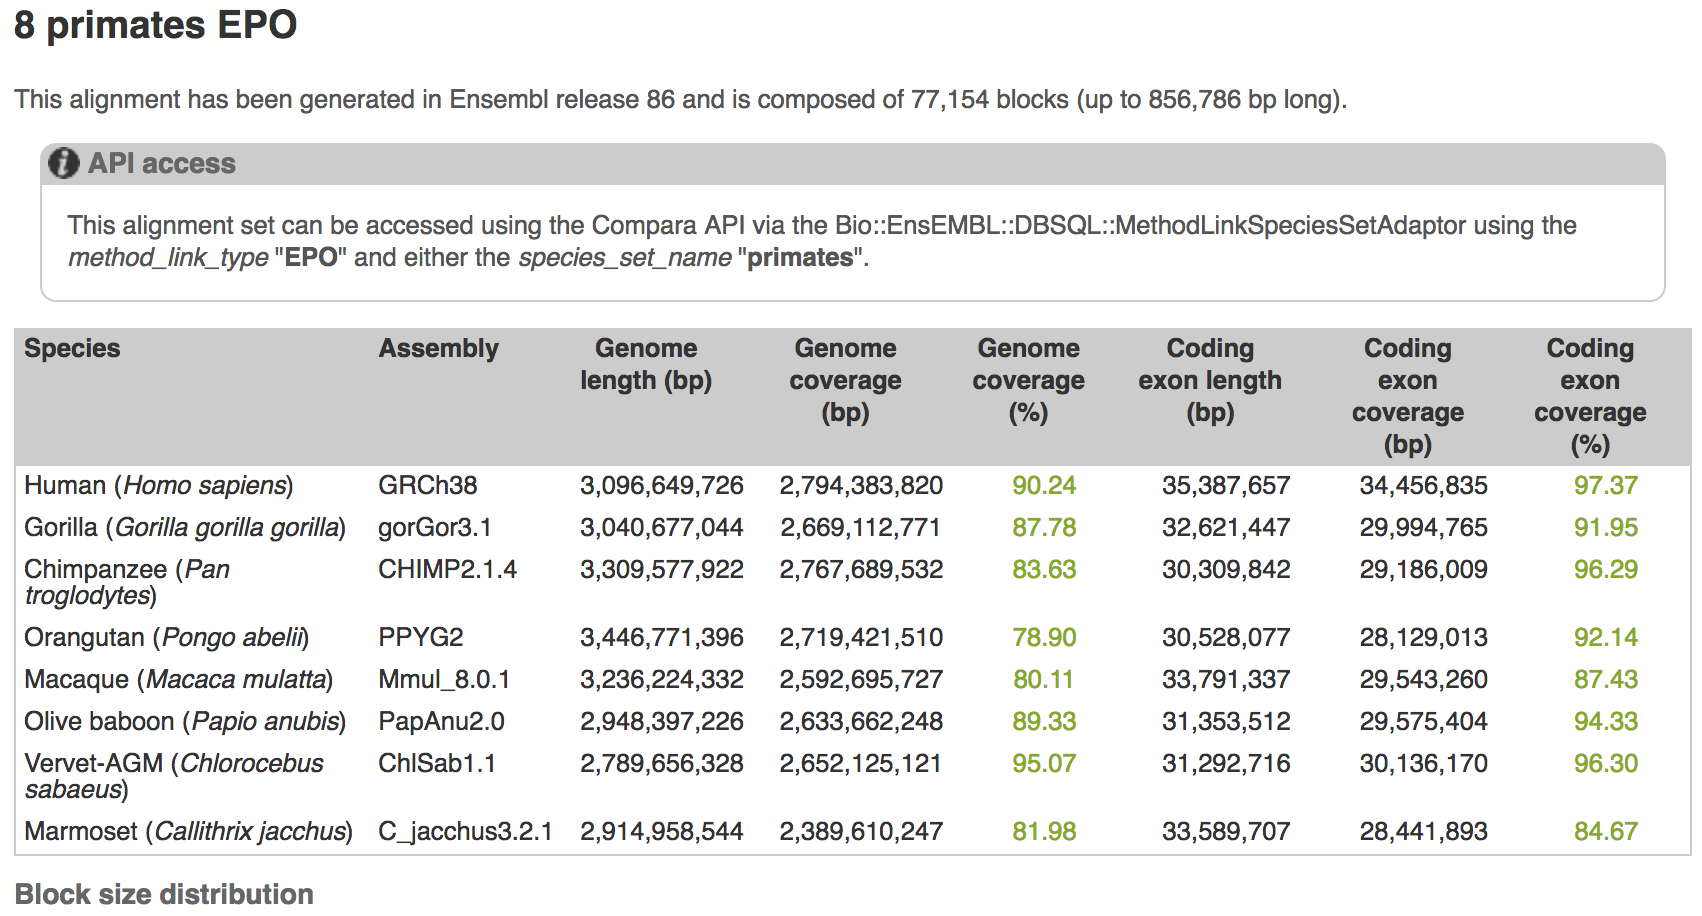 8 primates EPO
This alignment has been generated in Ensembl release 86 and is composed of 77,154 blocks (up to 856,786 bp long).
API access
This alignment set can be accessed using the Compara API via the Bio::EnsEMBL::DBSQL::MethodLinkSpeciesSetAdaptor using the
method_link_type "EPO" and either the species_set_name "primates".
Species Assembly Genome length (bp) Genome coverage (bp) Genome coverage (%) Coding exon length (bp) Coding exon coverage (bp) Coding exon coverage (%)
Human (Homo sapiens) GRCh38 3,096,649,726 2,794,383,820 90.24 35,387,657 34,456,835 97.37
Gorilla (Gorilla gorilla gorilla) gorGor3.1 3,040,677,044 2,669,112,771 87.78 32,621,447 29,994,765 91.95
Chimpanzee (Pan troglodytes) CHIMP2.1.4 3,309,577,922 2,767,689,532 83.63 30,309,842 29,186,009 96.29
Orangutan (Pongo abelii) PPYG2 3,446,771,396 2,719,421,510 78.90 30,528,077 28,129,013 92.14
Macaque (Macaca mulatta) Mmul_8.0.1 3,236,224,332 2,592,695,727 80.11 33,791,337 29,543,260 87.43
Olive baboon (Papio anubis) PapAnu2.0 2,948,397,226 2,633,662,248 89.33 31,353,512 29,575,404 94.33
Vervet-AGM (Chlorocebus sabaeus) ChlSab1.1 2,789,656,328 2,652,125,121 95.07 31,292,716 30,136,170 96.30
Marmoset (Callithrix jacchus) C_jacchus3.2.1 2,914,958,544 2,389,610,247 81.98 33,589,707 28,441,893 84.67
Block size distribution